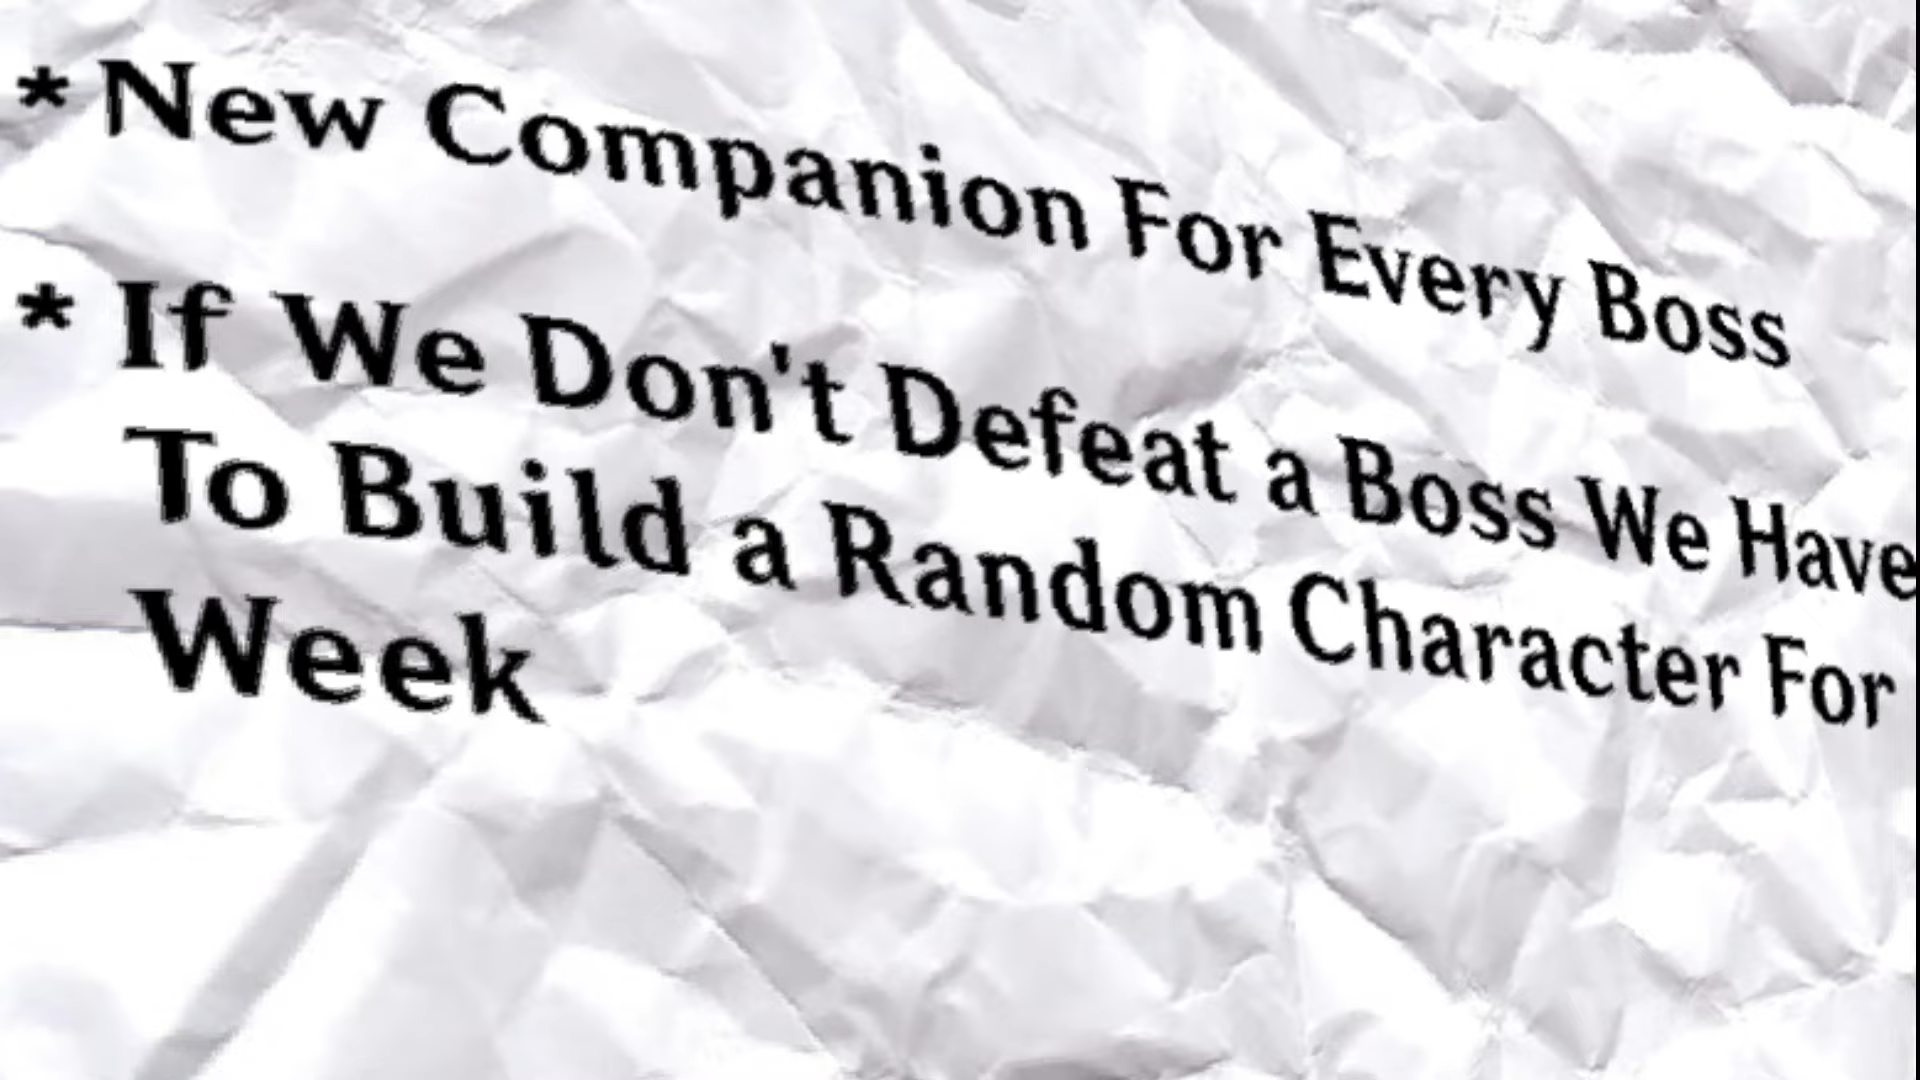 * New Companion For Every Boss
* If We Don't Defeat a Boss We Have
To Build a Random Character For
Week